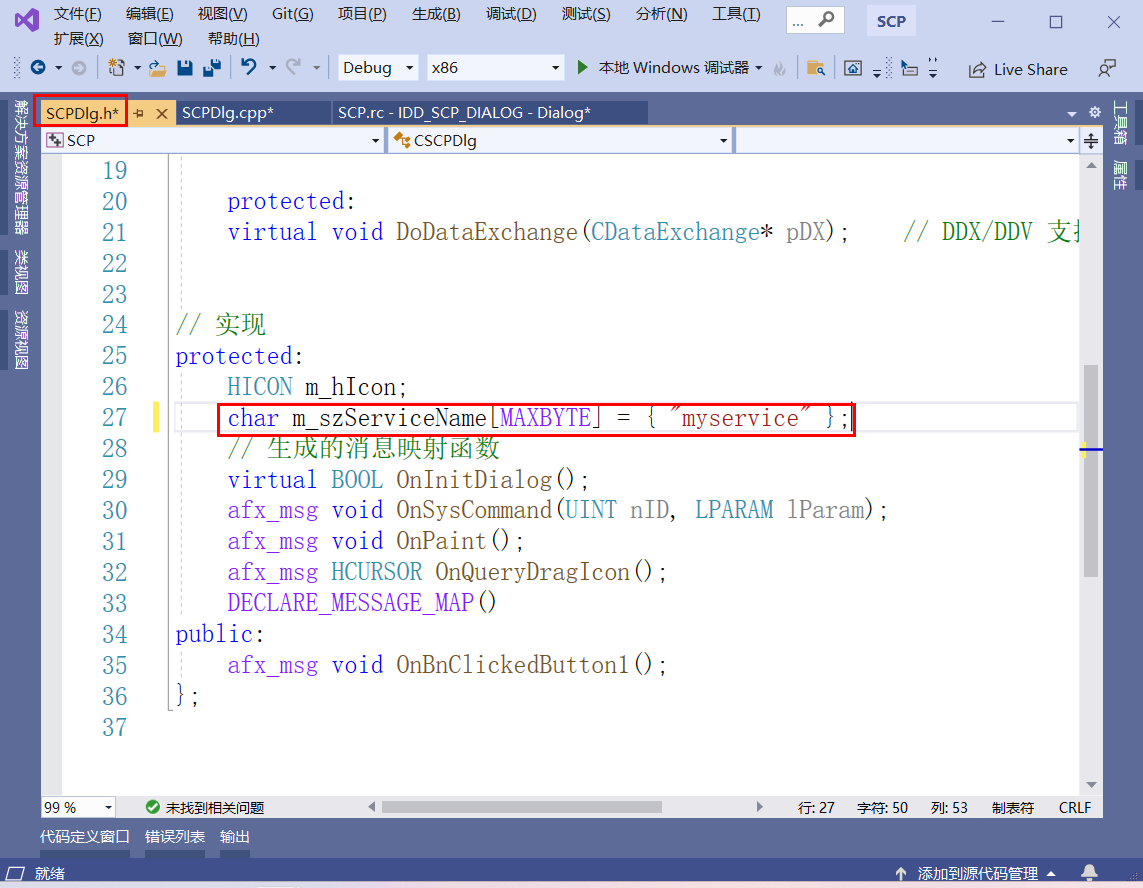 文件(F) 编辑(E) 视图(V) Git(G) 项目(P) 生成(B) 调试(D) 测试(S) 分析(N) 工具(T) ... SCP
扩展(X) 窗口(W) 帮助(H)
Debug x86 本地 Windows 调试器 Live Share
SCPDlg.h* SCPDlg.cpp* SCP.rc - IDD_SCP_DIALOG - Dialog*
SCP CSCPDlg
解决方案资源管理器
类视图
资源视图
工具箱
属性
19
20 protected:
21 virtual void DoDataExchange(CDataExchange* pDX); // DDX/DDV 支
22
23
24 // 实现
25 protected:
26 HICON m_hIcon;
27 char m_szServiceName[MAXBYTE] = { "myservice" };
28 // 生成的消息映射函数
29 virtual BOOL OnInitDialog();
30 afx_msg void OnSysCommand(UINT nID, LPARAM lParam);
31 afx_msg void OnPaint();
32 afx_msg HCURSOR OnQueryDragIcon();
33 DECLARE_MESSAGE_MAP()
34 public:
35 afx_msg void OnBnClickedButton1();
36 };
37
99 % 未找到相关问题 行: 27 字符: 50 列: 53 制表符 CRLF
代码定义窗口 错误列表 输出
就绪 添加到源代码管理